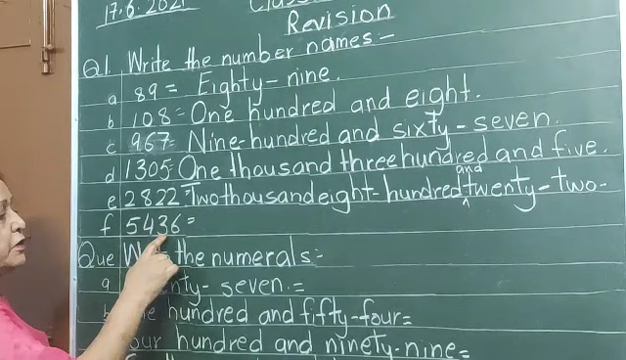 17.6.2021
Revision
Q1. Write the number names:-
a 89 = Eighty-nine.
b 108 = One hundred and eight.
c 967 = Nine-hundred and sixty-seven.
d 1305 = One thousand three hundred and five.
e 2822 = Two thousand eight-hundred and twenty-two.
f 5436 =
Que Write the numerals:-
a seven. =
b hundred and fifty-four =
hundred and ninety-nine =